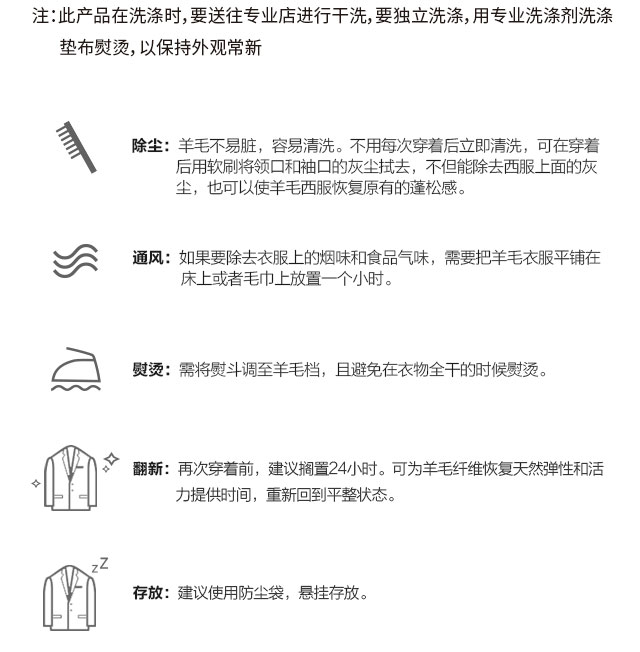 注:此产品在洗涤时,要送往专业店进行干洗,要独立洗涤,用专业洗涤剂洗涤
垫布熨烫,以保持外观常新
除尘：羊毛不易脏，容易清洗。不用每次穿着后立即清洗，可在穿着
后用软刷将领口和袖口的灰尘拭去，不但能除去西服上面的灰
尘，也可以使羊毛西服恢复原有的蓬松感。
通风：如果要除去衣服上的烟味和食品气味，需要把羊毛衣服平铺在
床上或者毛巾上放置一个小时。
熨烫：需将熨斗调至羊毛档，且避免在衣物全干的时候熨烫。
翻新：再次穿着前，建议搁置24小时。可为羊毛纤维恢复天然弹性和活
力提供时间，重新回到平整状态。
zZ
存放：建议使用防尘袋，悬挂存放。